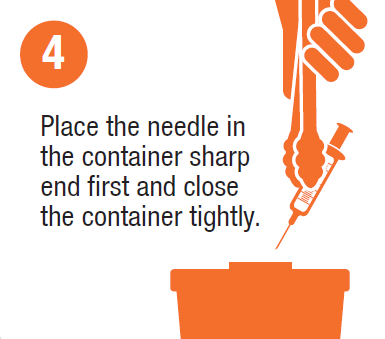 4
Place the needle in
the container sharp
end first and close
the container tightly.